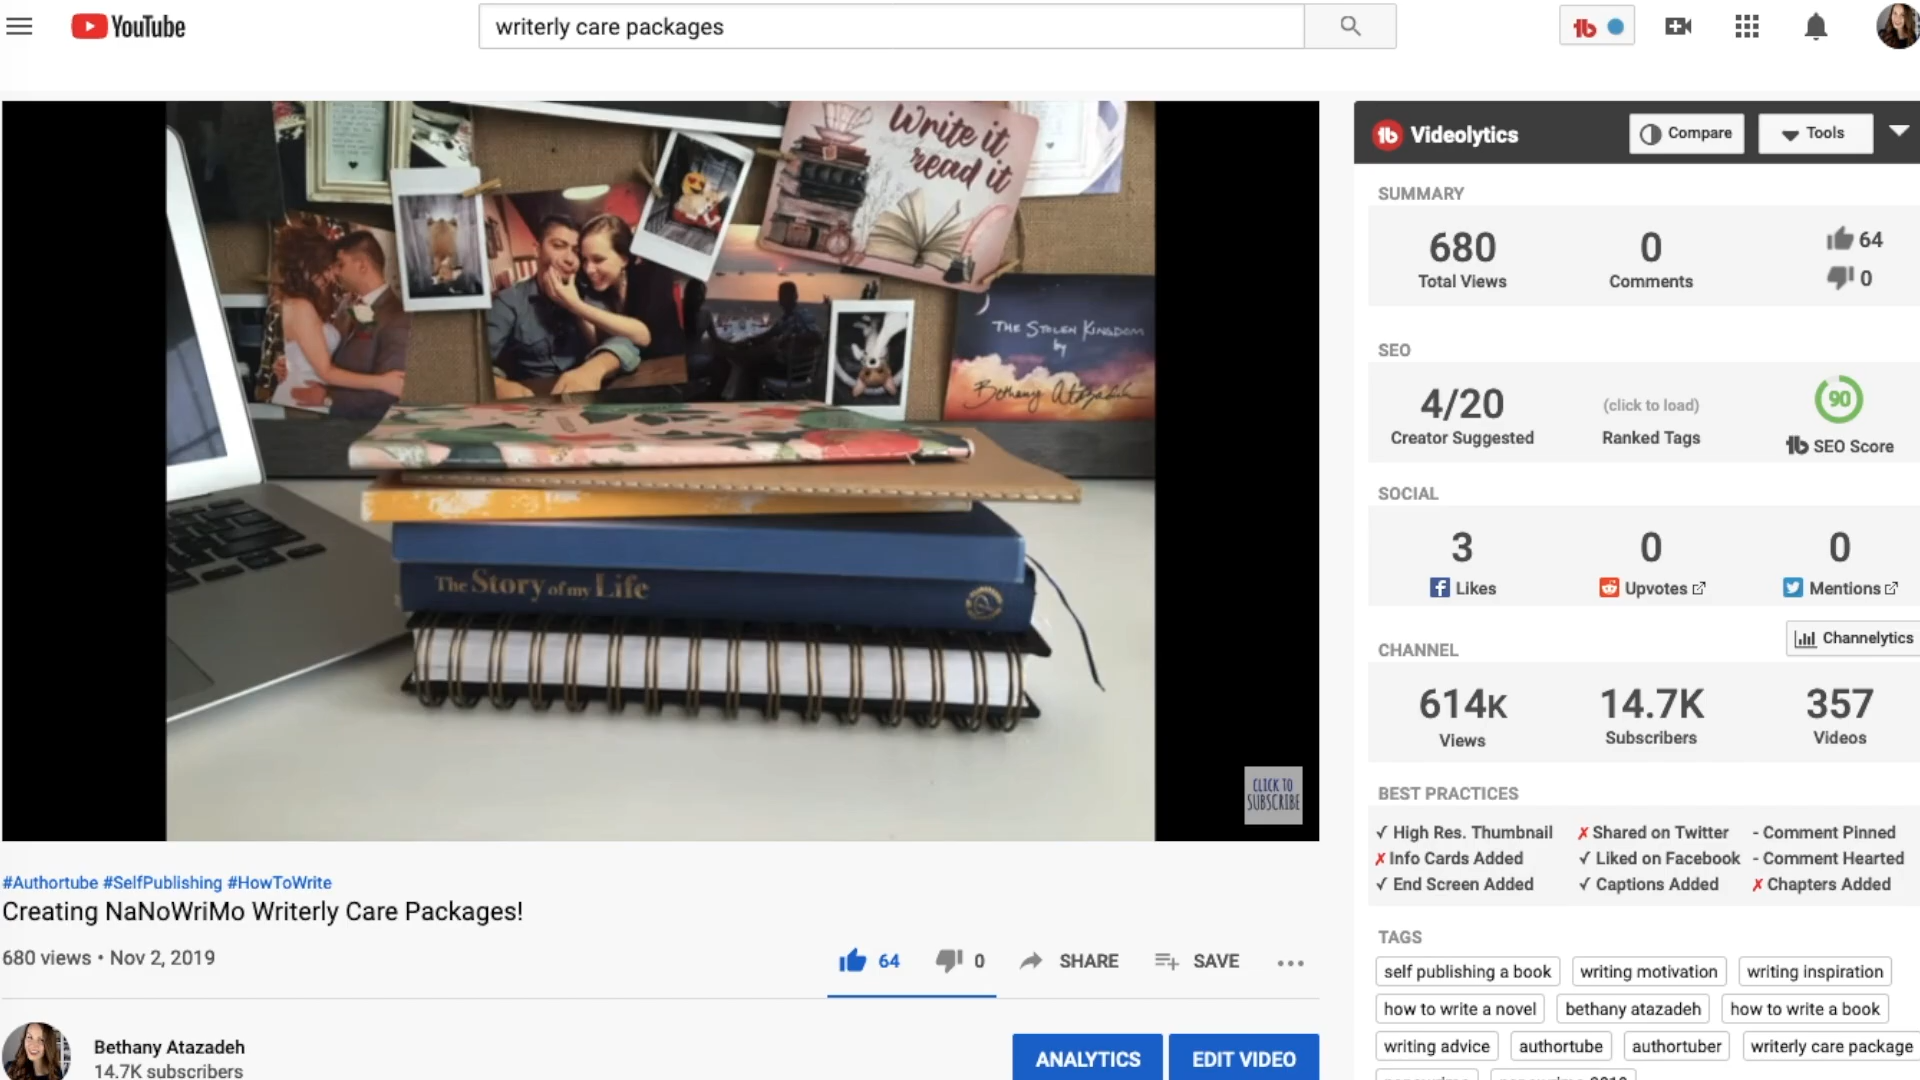 YouTube
writerly care packages
Write it
read it
THE STOLEN KINGDOM
by
Bethany Atazadeh
The Story of my Life
CLICK TO
SUBSCRIBE
#Authortube #SelfPublishing #HowToWrite
Creating NaNoWriMo Writerly Care Packages!
680 views • Nov 2, 2019
64
0
SHARE
SAVE
Bethany Atazadeh
14.7K subscribers
ANALYTICS
EDIT VIDEO
Videolytics
Compare
Tools
SUMMARY
680
Total Views
0
Comments
64
0
SEO
4/20
Creator Suggested
(click to load)
Ranked Tags
90
SEO Score
SOCIAL
3
Likes
0
Upvotes
0
Mentions
Channelytics
CHANNEL
614K
Views
14.7K
Subscribers
357
Videos
BEST PRACTICES
✓ High Res. Thumbnail ✗ Shared on Twitter - Comment Pinned
✗ Info Cards Added ✓ Liked on Facebook - Comment Hearted
✓ End Screen Added ✓ Captions Added ✗ Chapters Added
TAGS
self publishing a book writing motivation writing inspiration
how to write a novel bethany atazadeh how to write a book
writing advice authortube authortuber writerly care package